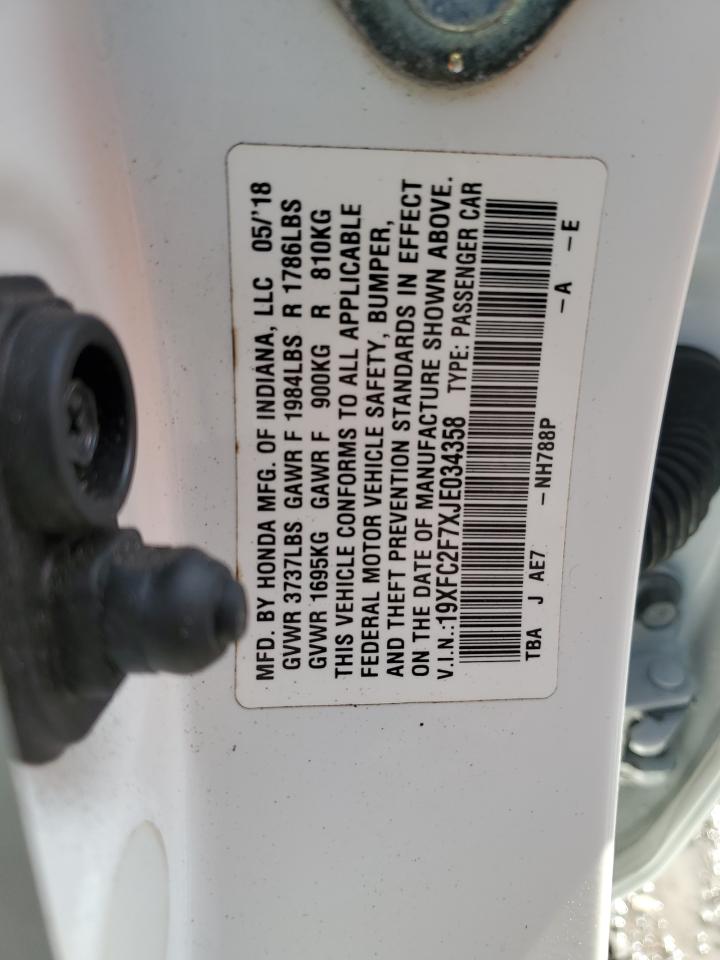 MFD. BY HONDA MFG. OF INDIANA, LLC 05/'18
GVWR 3737LBS GAWR F 1984LBS R 1786LBS
GVWR 1695KG GAWR F 900KG R 810KG
THIS VEHICLE CONFORMS TO ALL APPLICABLE
FEDERAL MOTOR VEHICLE SAFETY, BUMPER,
AND THEFT PREVENTION STANDARDS IN EFFECT
ON THE DATE OF MANUFACTURE SHOWN ABOVE.
V.I.N.:19XFC2F7XJE034358 TYPE: PASSENGER CAR
TBA J AE7 -NH788P -A -E